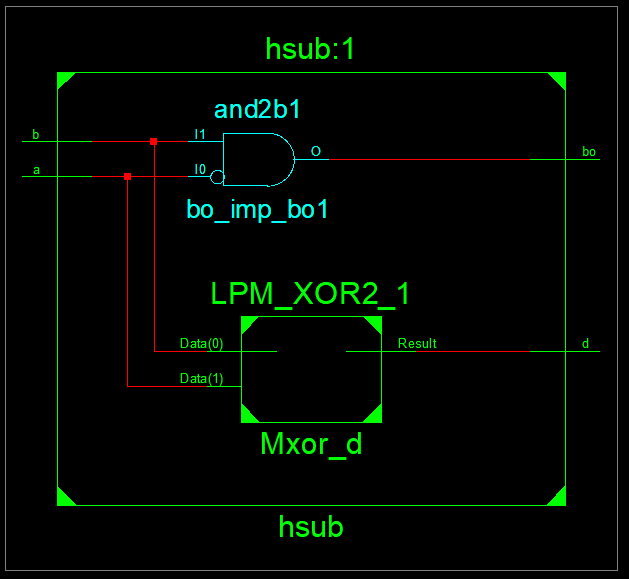 hsub:1
and2b1
b
I1
O
bo
a
I0
bo_imp_bo1
LPM_XOR2_1
Data(0)
Result
d
Data(1)
Mxor_d
hsub